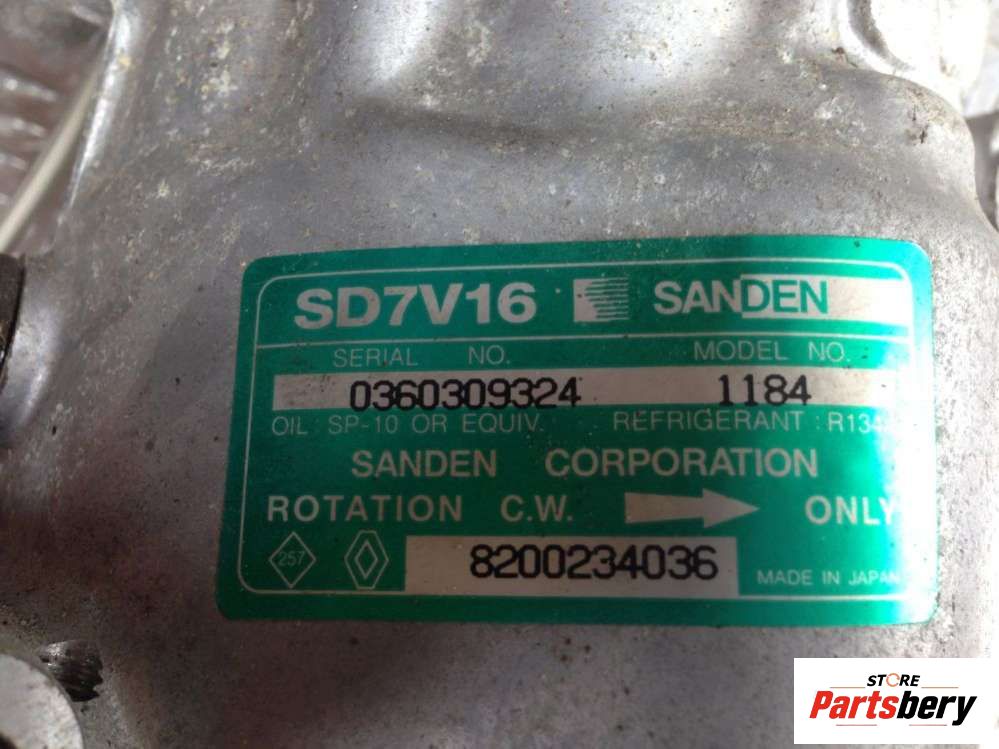 SD7V16 SANDEN
SERIAL NO. MODEL NO.
0360309324 1184
OIL : SP-10 OR EQUIV. REFRIGERANT : R134
SANDEN CORPORATION
ROTATION C.W. ONLY
257 8200234036 MADE IN JAPAN
STORE
Partsbery